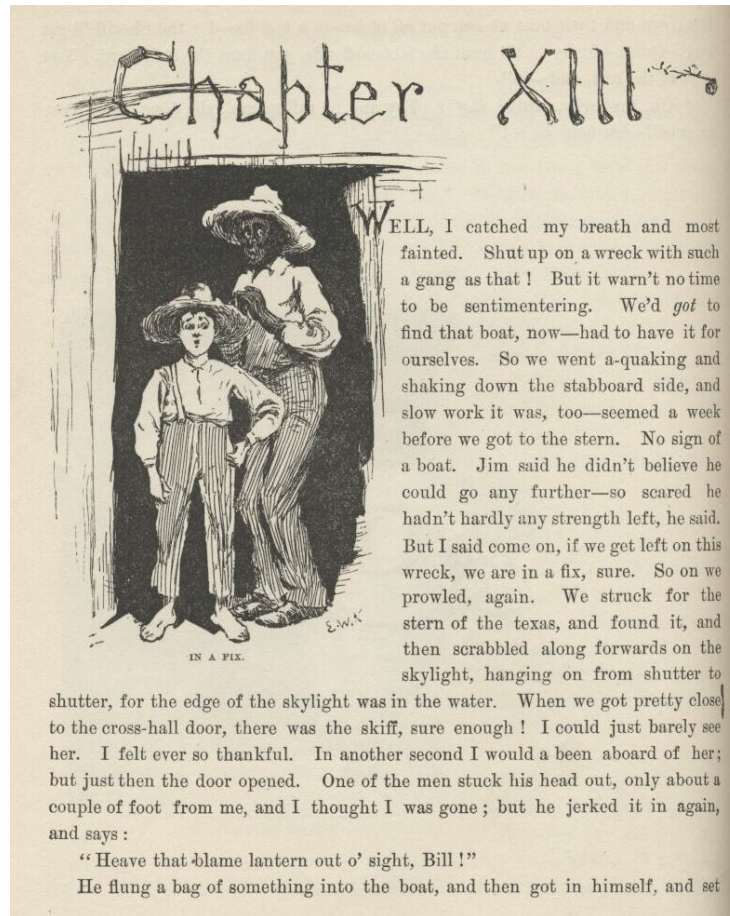 Chapter XIII
WELL, I catched my breath and most
fainted. Shut up on a wreck with such
a gang as that ! But it warn't no time
to be sentimentering. We'd got to
find that boat, now—had to have it for
ourselves. So we went a-quaking and
shaking down the stabboard side, and
slow work it was, too—seemed a week
before we got to the stern. No sign of
a boat. Jim said he didn't believe he
could go any further—so scared he
hadn't hardly any strength left, he said.
But I said come on, if we get left on this
wreck, we are in a fix, sure. So on we
prowled, again. We struck for the
stern of the texas, and found it, and
then scrabbled along forwards on the
skylight, hanging on from shutter to
E.W.K
IN A FIX.
shutter, for the edge of the skylight was in the water. When we got pretty close
to the cross-hall door, there was the skiff, sure enough ! I could just barely see
her. I felt ever so thankful. In another second I would a been aboard of her;
but just then the door opened. One of the men stuck his head out, only about a
couple of foot from me, and I thought I was gone ; but he jerked it in again,
and says :
"Heave that blame lantern out o' sight, Bill !"
He flung a bag of something into the boat, and then got in himself, and set